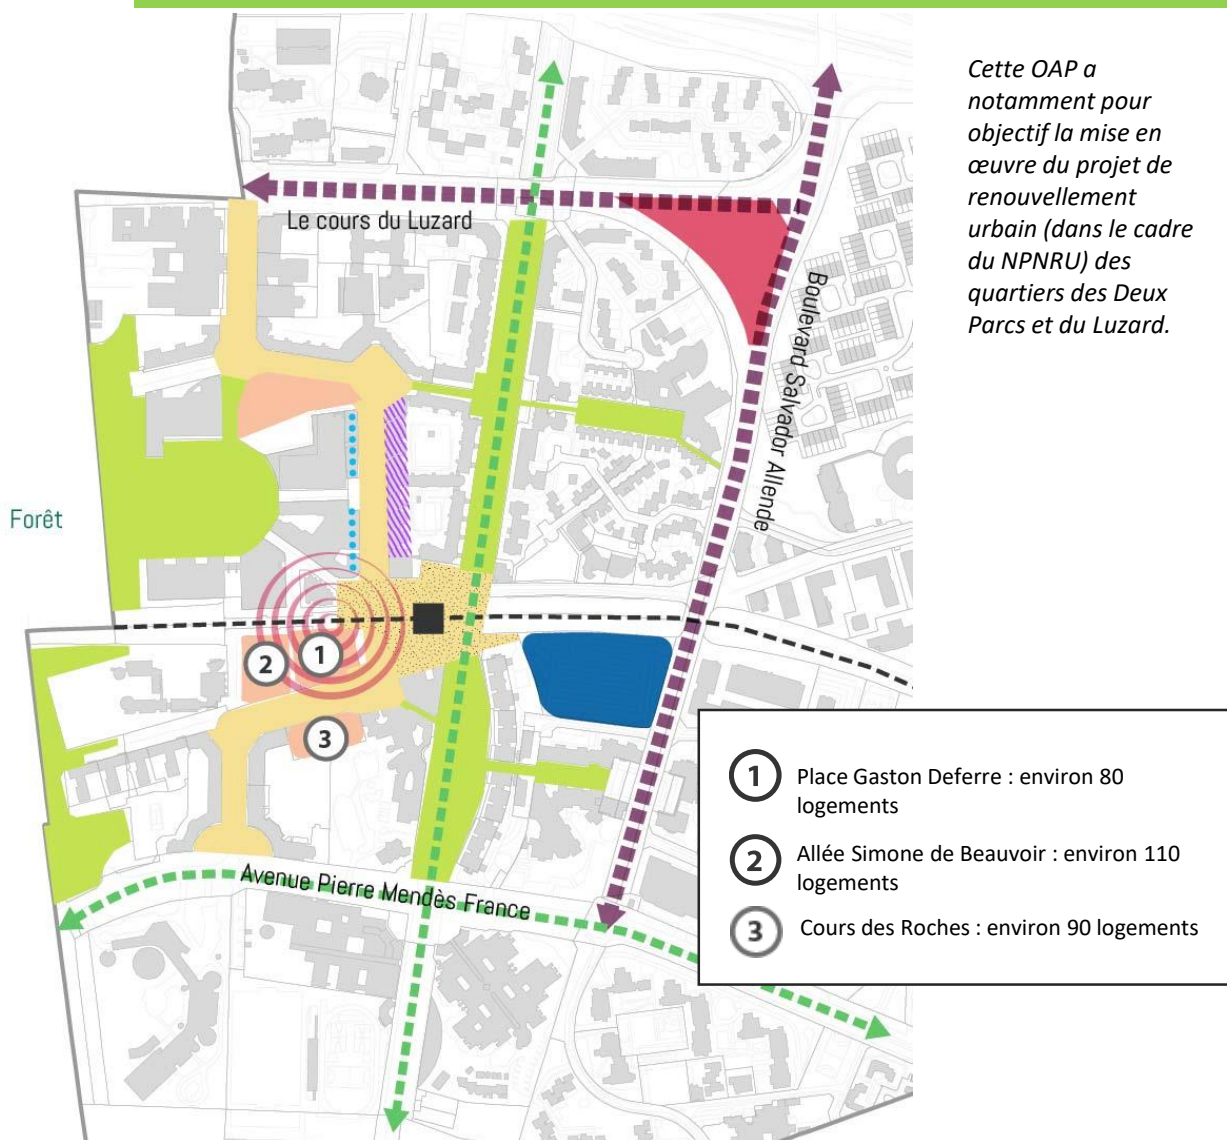 Cette OAP a
notamment pour
objectif la mise en
œuvre du projet de
renouvellement
urbain (dans le cadre
du NPNRU) des
quartiers des Deux
Parcs et du Luzard.
Le cours du Luzard
Boulevard Salvador Allende
Forêt
1
2
3
Avenue Pierre Mendès France
1 Place Gaston Deferre : environ 80
logements
2 Allée Simone de Beauvoir : environ 110
logements
3 Cours des Roches : environ 90 logements